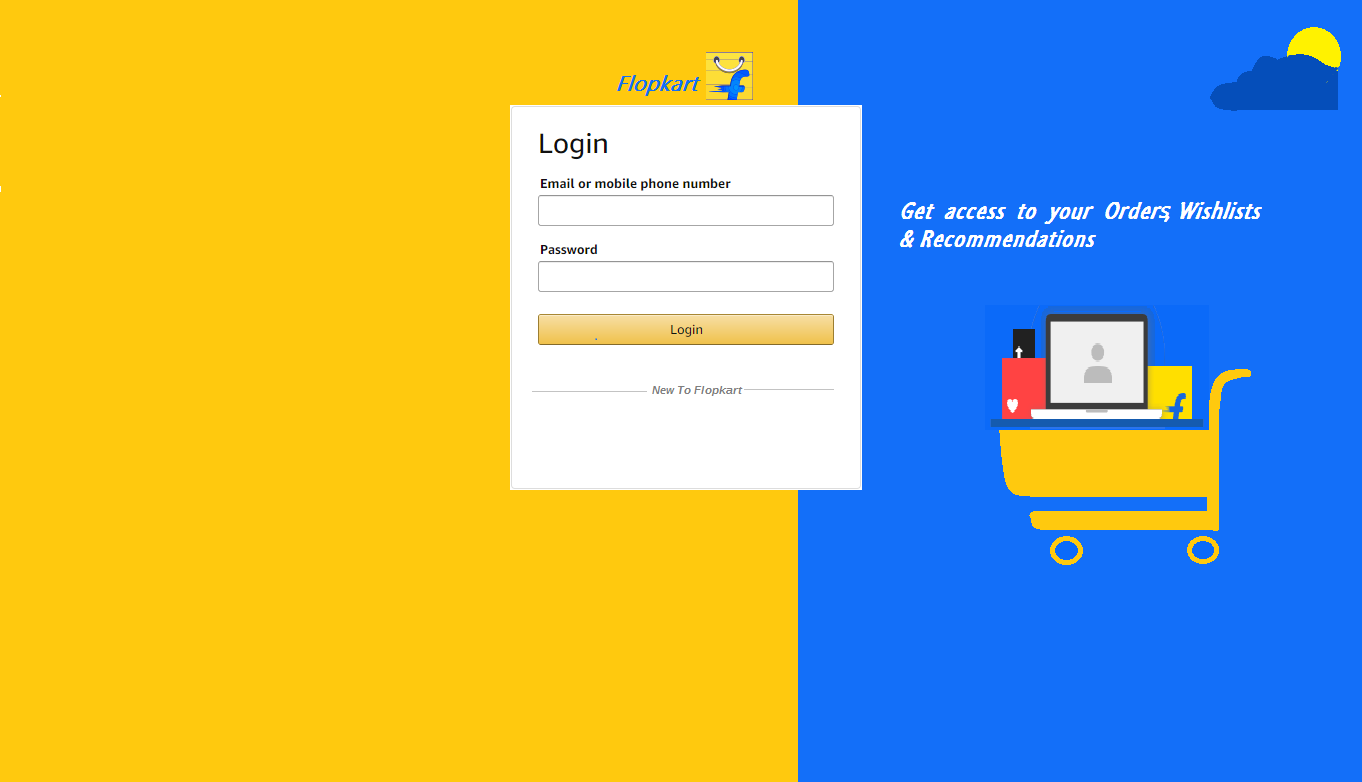 Flopkart
Login
Email or mobile phone number
Password
Login
New To Flopkart
Get access to your Orders, Wishlists
& Recommendations